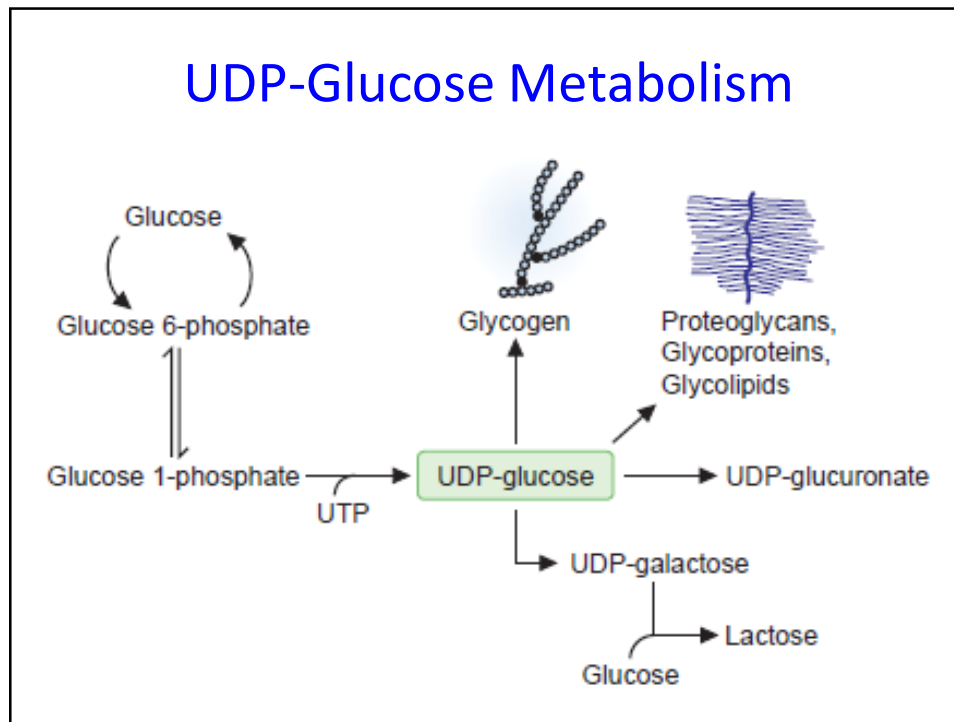 UDP-Glucose Metabolism
Glucose
Glucose 6-phosphate
Glucose 1-phosphate
UTP
UDP-glucose
Glycogen
Proteoglycans,
Glycoproteins,
Glycolipids
UDP-glucuronate
UDP-galactose
Lactose
Glucose